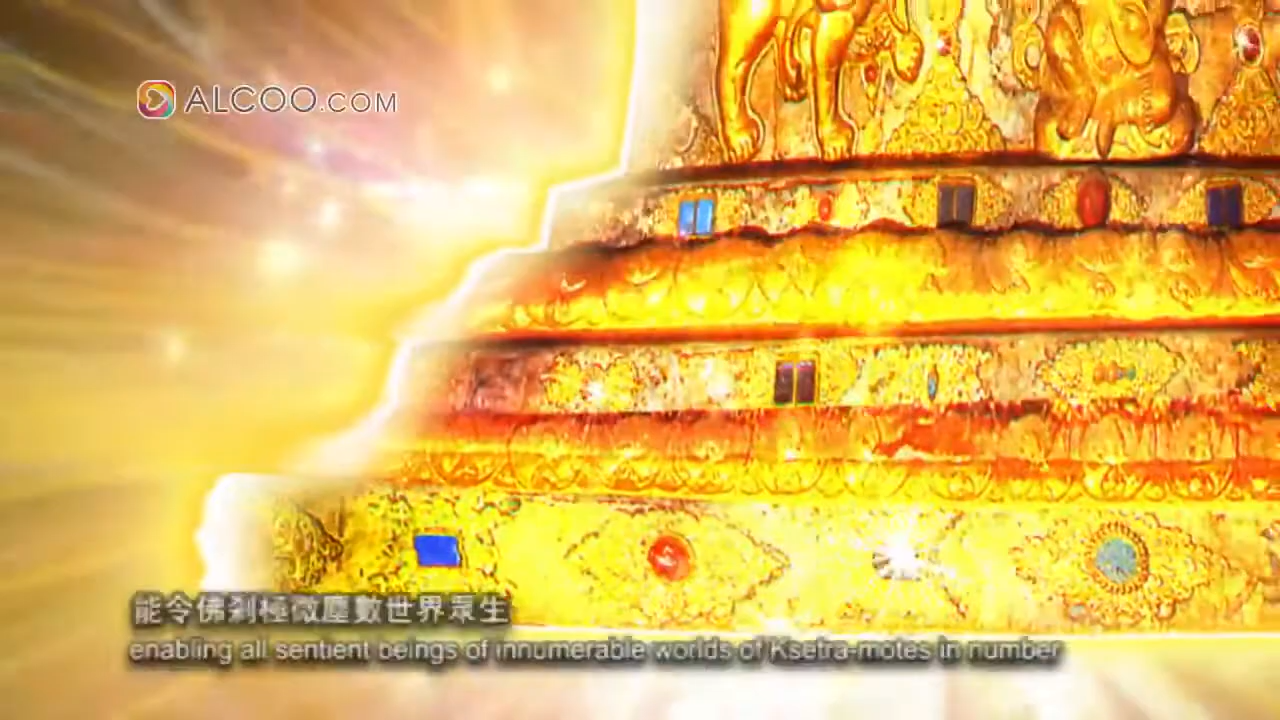 ALCOO.COM
能令佛剎極微塵數世界眾生
enabling all sentient beings of innumerable worlds of Ksetra-motes in number